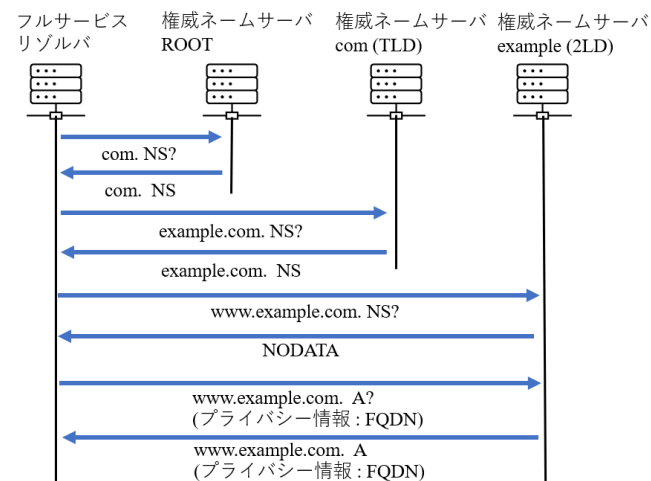 フルサービス
リゾルバ
権威ネームサーバ
ROOT
権威ネームサーバ
com (TLD)
権威ネームサーバ
example (2LD)
com. NS?
com. NS
example.com. NS?
example.com. NS
www.example.com. NS?
NODATA
www.example.com. A?
(プライバシー情報 : FQDN)
www.example.com. A
(プライバシー情報 : FQDN)